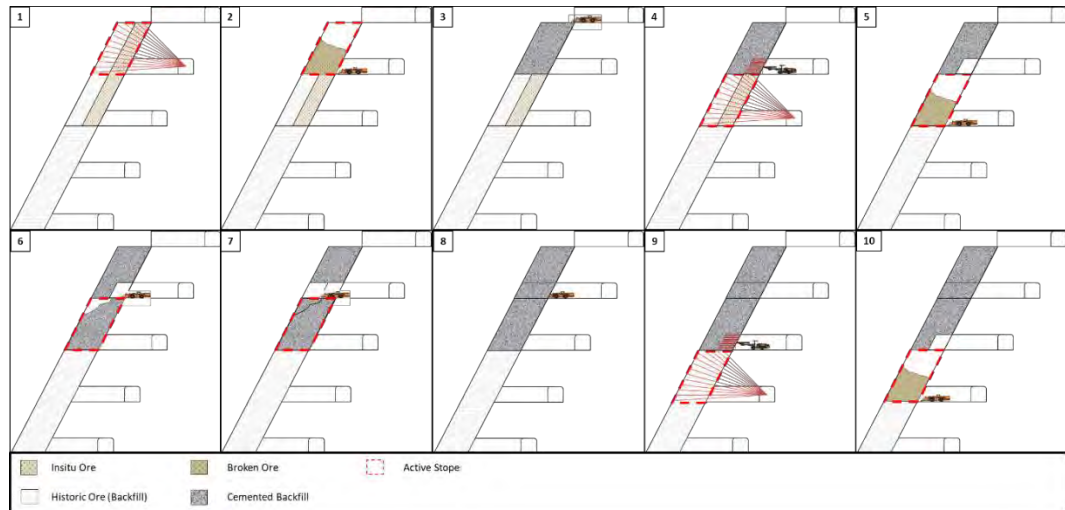 1
2
3
4
5
6
7
8
9
10
Insitu Ore
Broken Ore
Active Stope
Historic Ore (Backfill)
Cemented Backfill